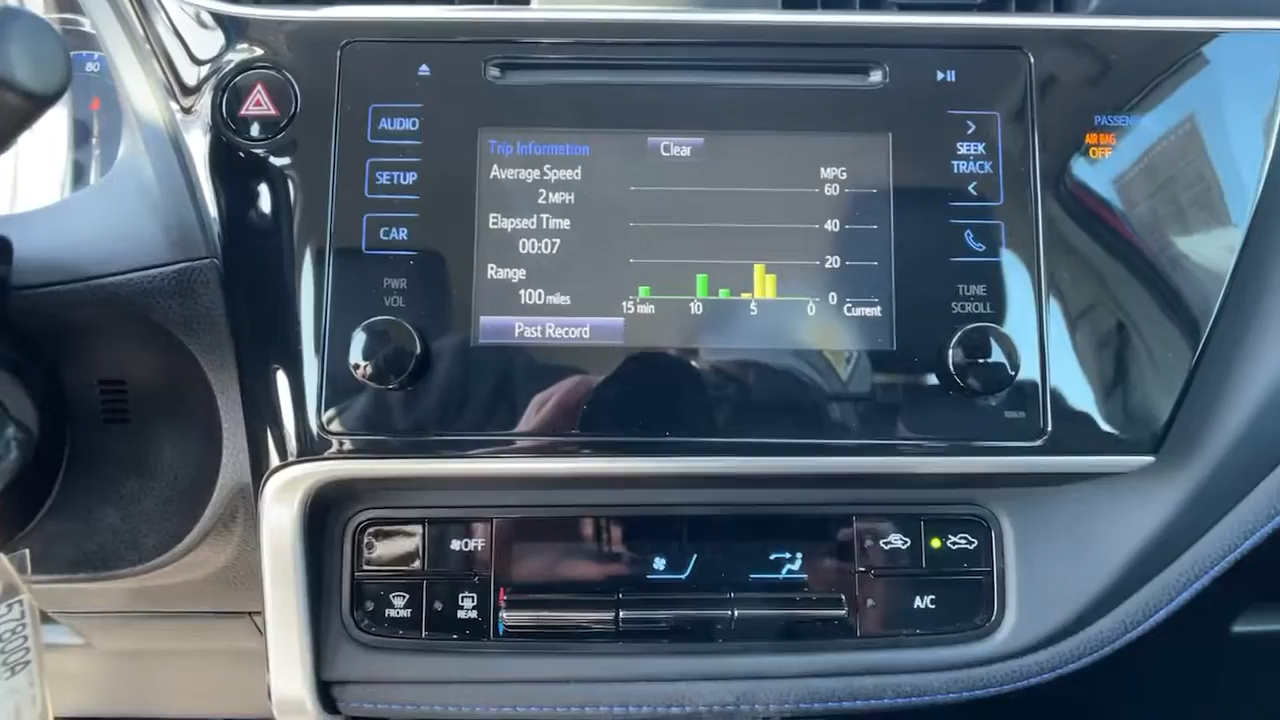 80
AUDIO
SETUP
CAR
PWR
VOL
Trip Information
Clear
Average Speed
2 MPH
Elapsed Time
00:07
Range
100 miles
Past Record
MPG
60
40
20
0
15 min
10
5
0
Current
SEEK
TRACK
TUNE
SCROLL
PASSEN
AIR BAG
OFF
OFF
FRONT
REAR
A/C
57800A